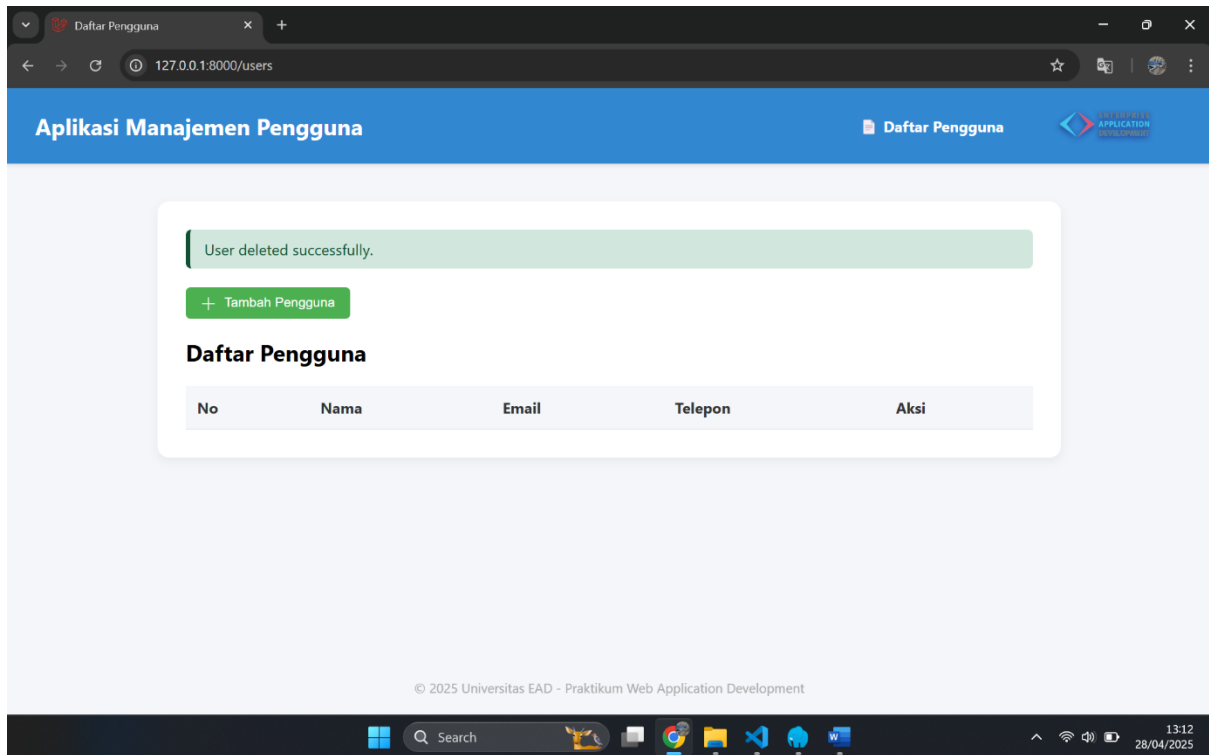 Daftar Pengguna
127.0.0.1:8000/users
Aplikasi Manajemen Pengguna
Daftar Pengguna
ENTERPRISE
APPLICATION
DEVELOPMENT
User deleted successfully.
+ Tambah Pengguna
Daftar Pengguna
No Nama Email Telepon Aksi
© 2025 Universitas EAD - Praktikum Web Application Development
Search
13:12
28/04/2025